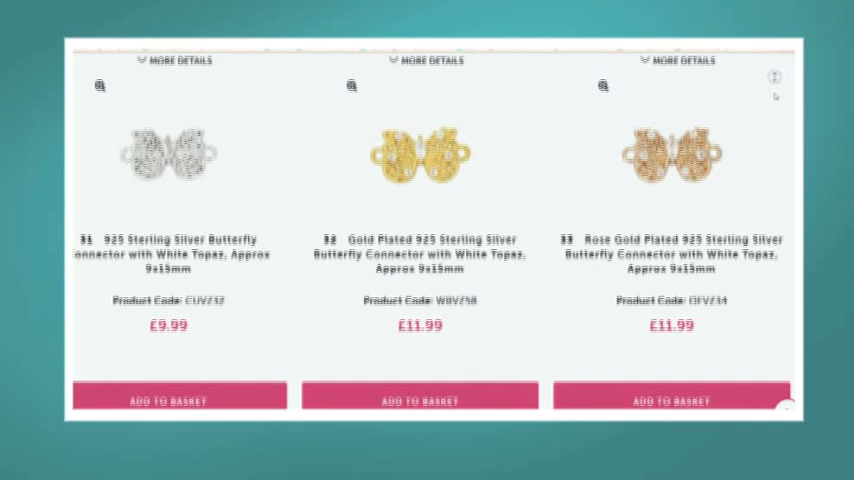 MORE DETAILS
MORE DETAILS
MORE DETAILS
31 925 Sterling Silver Butterfly
onnector with White Topaz, Approx
9x15mm
Product Code:
£9.99
ADD TO BASKET
32 Gold Plated 925 Sterling Silver
Butterfly Connector with White Topaz,
Approx 9x15mm
Product Code:
£11.99
ADD TO BASKET
33 Rose Gold Plated 925 Sterling Silver
Butterfly Connector with White Topaz,
Approx 9x15mm
Product Code:
£11.99
ADD TO BASKET